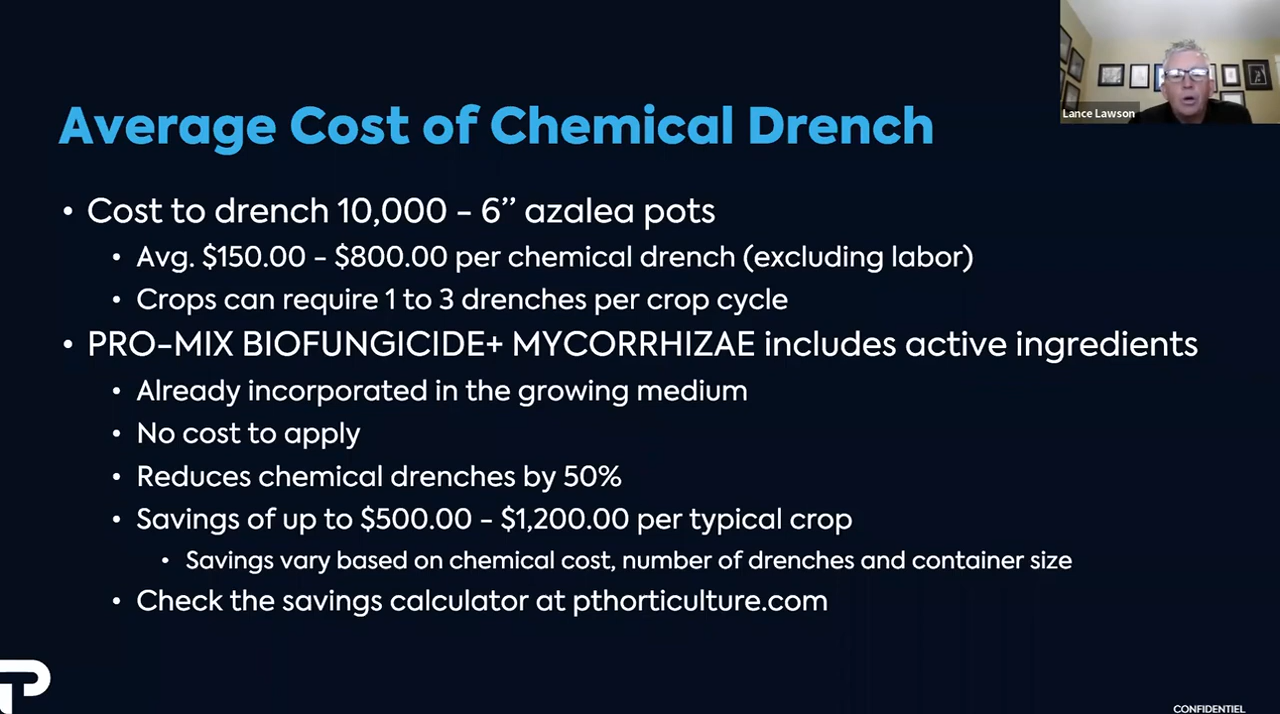 Lance Lawson
Average Cost of Chemical Drench
• Cost to drench 10,000 - 6” azalea pots
• Avg. $150.00 - $800.00 per chemical drench (excluding labor)
• Crops can require 1 to 3 drenches per crop cycle
• PRO-MIX BIOFUNGICIDE+ MYCORRHIZAE includes active ingredients
• Already incorporated in the growing medium
• No cost to apply
• Reduces chemical drenches by 50%
• Savings of up to $500.00 - $1,200.00 per typical crop
• Savings vary based on chemical cost, number of drenches and container size
• Check the savings calculator at pthorticulture.com
CONFIDENTIEL